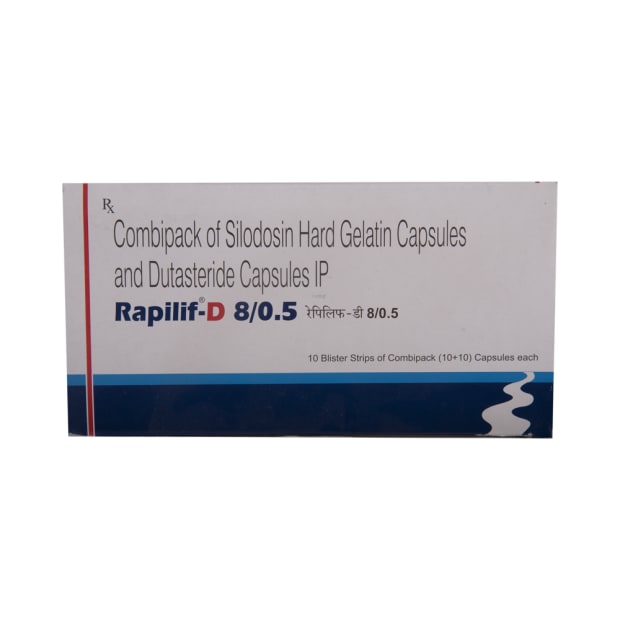 Rx
Combipack of Silodosin Hard Gelatin Capsules
and Dutasteride Capsules IP
Rapilif®-D 8/0.5 रेपिलिफ-डी 8/0.5
10 Blister Strips of Combipack (10+10) Capsules each